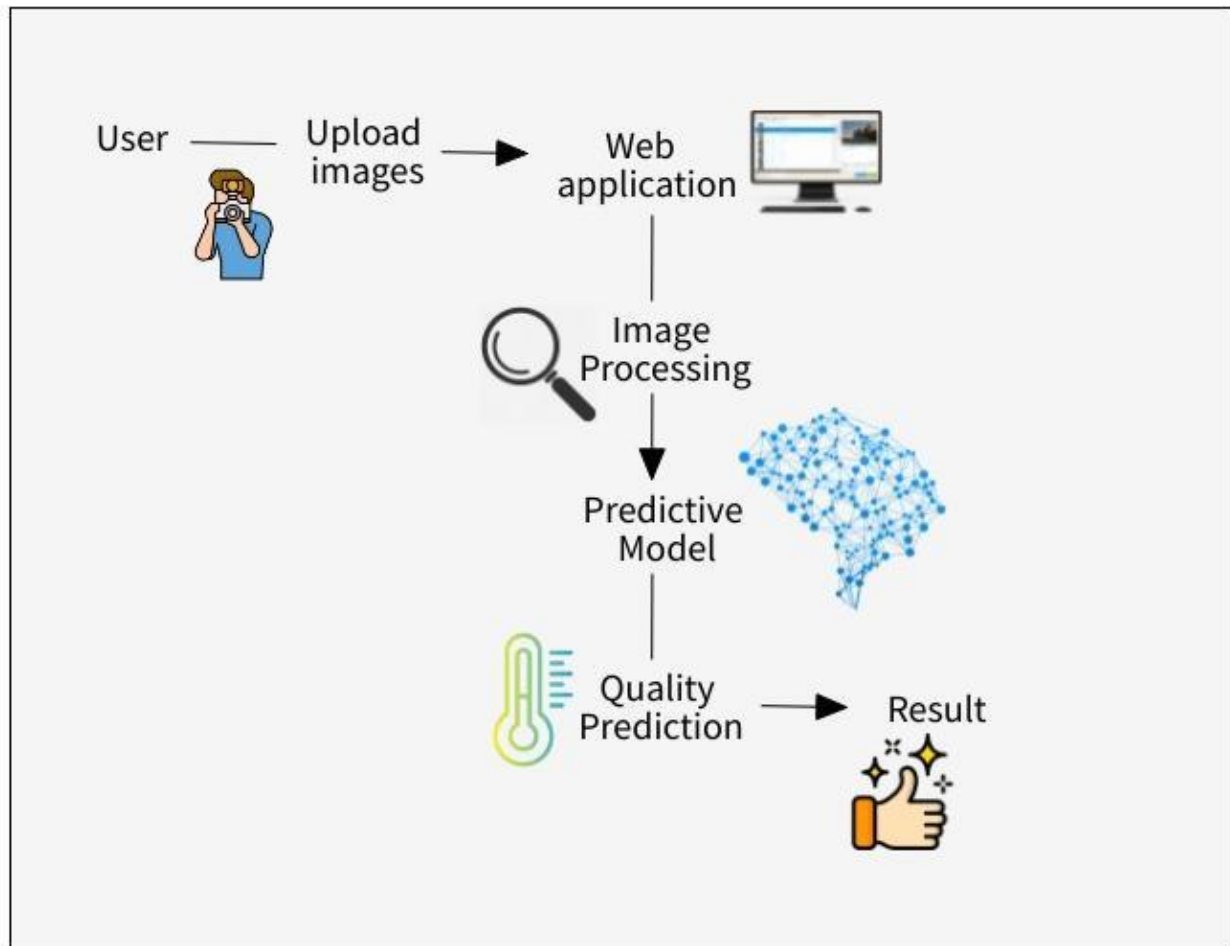 User
Upload
images
Web
application
Image
Processing
Predictive
Model
Quality
Prediction
Result